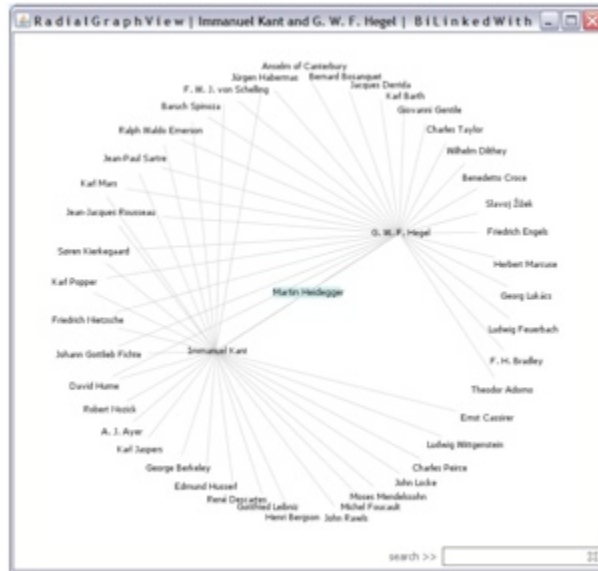 RadialGraphView | Immanuel Kant and G. W. F. Hegel | BiLinkedWith
Anselm of Canterbury
Jürgen Habermas
Bernard Bosanquet
F. W. J. von Schelling
Jacques Derrida
Karl Barth
Baruch Spinoza
Giovanni Gentile
Ralph Waldo Emerson
Charles Taylor
Jean-Paul Sartre
Wilhelm Dilthey
Karl Marx
Benedetto Croce
Jean-Jacques Rousseau
Slavoj Žižek
G. W. F. Hegel
Friedrich Engels
Søren Kierkegaard
Herbert Marcuse
Karl Popper
Martin Heidegger
Georg Lukács
Friedrich Nietzsche
Ludwig Feuerbach
Johann Gottlieb Fichte
Immanuel Kant
F. H. Bradley
David Hume
Theodor Adorno
Robert Nozick
Ernst Cassirer
A. J. Ayer
Ludwig Wittgenstein
Karl Jaspers
George Berkeley
Charles Peirce
Edmund Husserl
John Locke
René Descartes
Moses Mendelssohn
Gottfried Leibniz
Michel Foucault
Henri Bergson
John Rawls
search >>